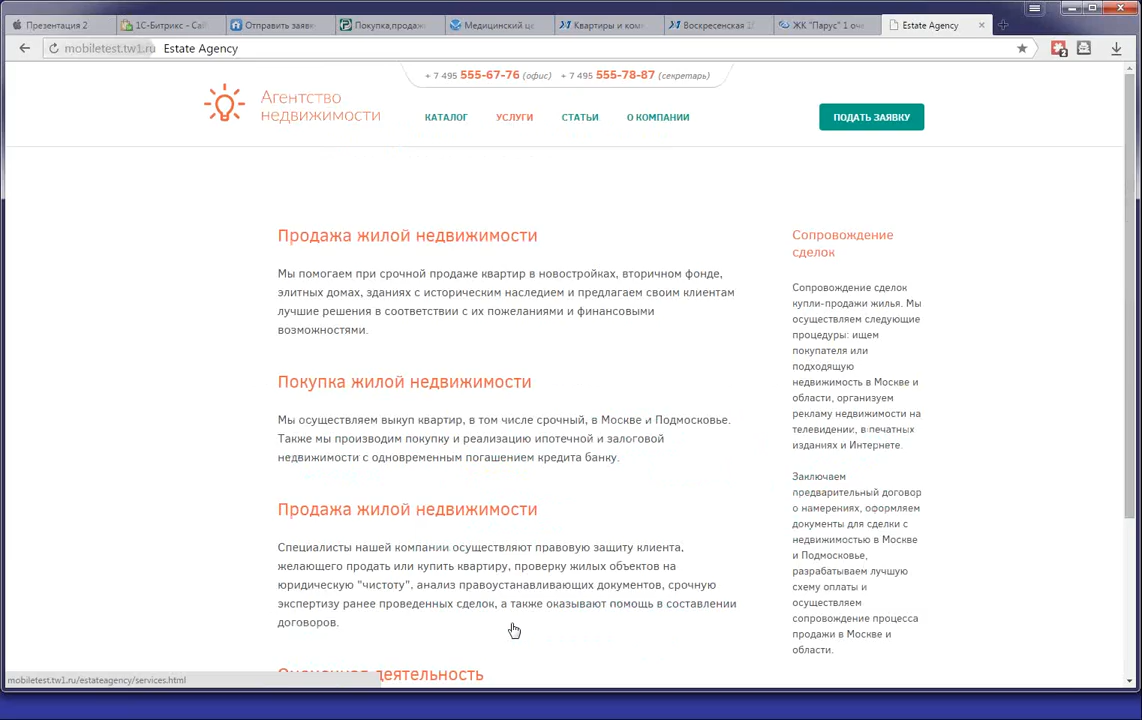 Презентация 2
1С-Битрикс - Сай
Отправить заяв
Покупка,продаж
Медицинский це
Квартиры и комн
Воскресенская 1
ЖК "Парус" 1 оче
Estate Agency
mobiletest.tw1.ru Estate Agency
2
+ 7 495 555-67-76 (офис) + 7 495 555-78-87 (секретарь)
Агентство
недвижимости
КАТАЛОГ УСЛУГИ СТАТЬИ О КОМПАНИИ
ПОДАТЬ ЗАЯВКУ
Продажа жилой недвижимости
Мы помогаем при срочной продаже квартир в новостройках, вторичном фонде,
элитных домах, зданиях с историческим наследием и предлагаем своим клиентам
лучшие решения в соответствии с их пожеланиями и финансовыми
возможностями.
Покупка жилой недвижимости
Мы осуществляем выкуп квартир, в том числе срочный, в Москве и Подмосковье.
Также мы производим покупку и реализацию ипотечной и залоговой
недвижимости с одновременным погашением кредита банку.
Продажа жилой недвижимости
Специалисты нашей компании осуществляют правовую защиту клиента,
желающего продать или купить квартиру, проверку жилых объектов на
юридическую "чистоту", анализ правоустанавливающих документов, срочную
экспертизу ранее проведенных сделок, а также оказывают помощь в составлении
договоров.
Оценочная деятельность
Сопровождение
сделок
Сопровождение сделок
купли-продажи жилья. Мы
осуществляем следующие
процедуры: ищем
покупателя или
подходящую
недвижимость в Москве и
области, организуем
рекламу недвижимости на
телевидении, в печатных
изданиях и Интернете.
Заключаем
предварительный договор
о намерениях, оформляем
документы для сделки с
недвижимостью в Москве
и Подмосковье,
разрабатываем лучшую
схему оплаты и
осуществляем
сопровождение процесса
продажи в Москве и
области.
mobiletest.tw1.ru/estateagency/services.html